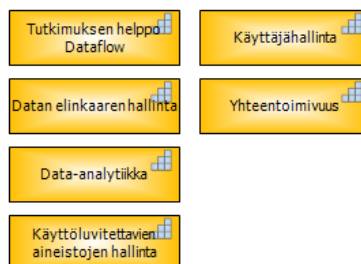 Tutkimuksen helppo
Dataflow
Käyttäjähallinta
Datan elinkaaren hallinta
Yhteentoimivuus
Data-analytiikka
Käyttöluvitettavien
aineistojen hallinta